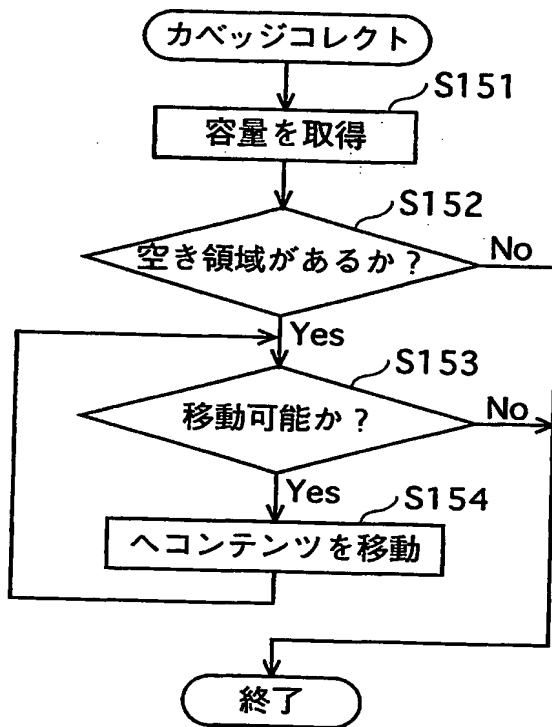 カベッジコレクト
S151
容量を取得
S152
空き領域があるか？
No
Yes
S153
移動可能か？
No
Yes
S154
へコンテンツを移動
終了